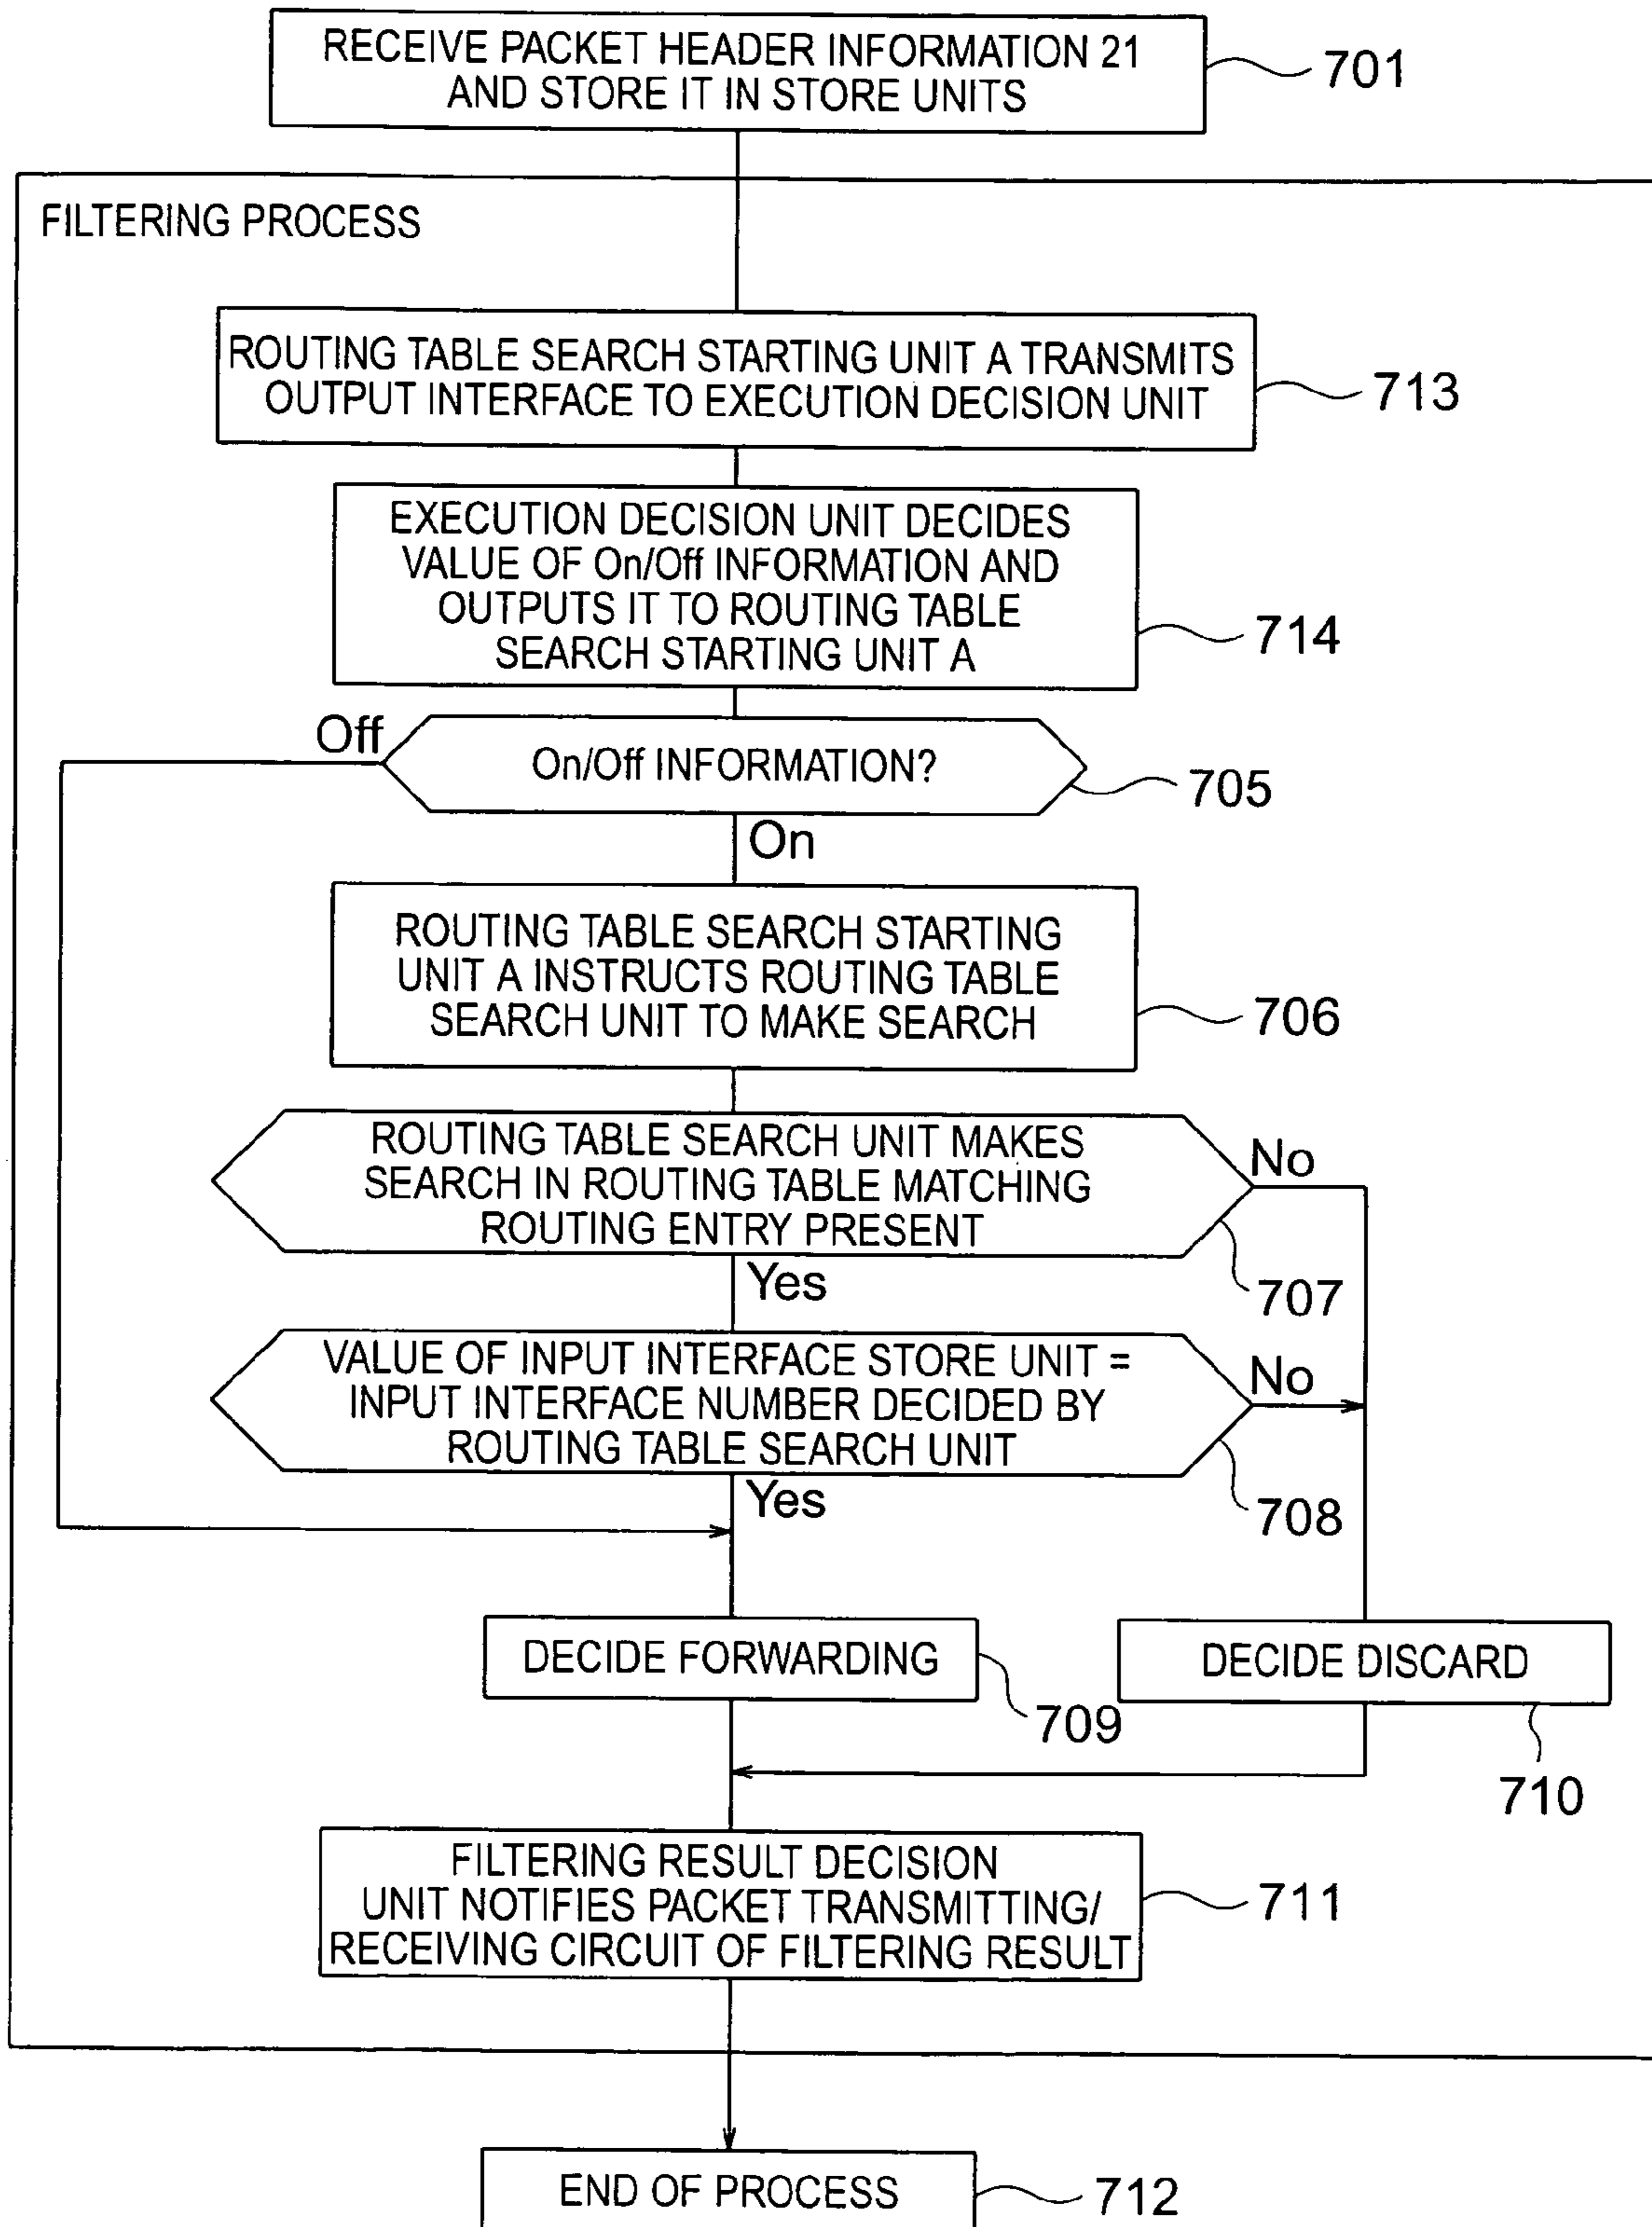 RECEIVE PACKET HEADER INFORMATION 21
AND STORE IT IN STORE UNITS
701
FILTERING PROCESS
ROUTING TABLE SEARCH STARTING UNIT A TRANSMITS
OUTPUT INTERFACE TO EXECUTION DECISION UNIT
713
EXECUTION DECISION UNIT DECIDES
VALUE OF On/Off INFORMATION AND
OUTPUTS IT TO ROUTING TABLE
SEARCH STARTING UNIT A
714
Off
On/Off INFORMATION?
705
On
ROUTING TABLE SEARCH STARTING
UNIT A INSTRUCTS ROUTING TABLE
SEARCH UNIT TO MAKE SEARCH
706
ROUTING TABLE SEARCH UNIT MAKES
SEARCH IN ROUTING TABLE MATCHING
ROUTING ENTRY PRESENT
No
707
Yes
VALUE OF INPUT INTERFACE STORE UNIT =
INPUT INTERFACE NUMBER DECIDED BY
ROUTING TABLE SEARCH UNIT
No
708
Yes
DECIDE FORWARDING
709
DECIDE DISCARD
710
FILTERING RESULT DECISION
UNIT NOTIFIES PACKET TRANSMITTING/
RECEIVING CIRCUIT OF FILTERING RESULT
711
END OF PROCESS
712